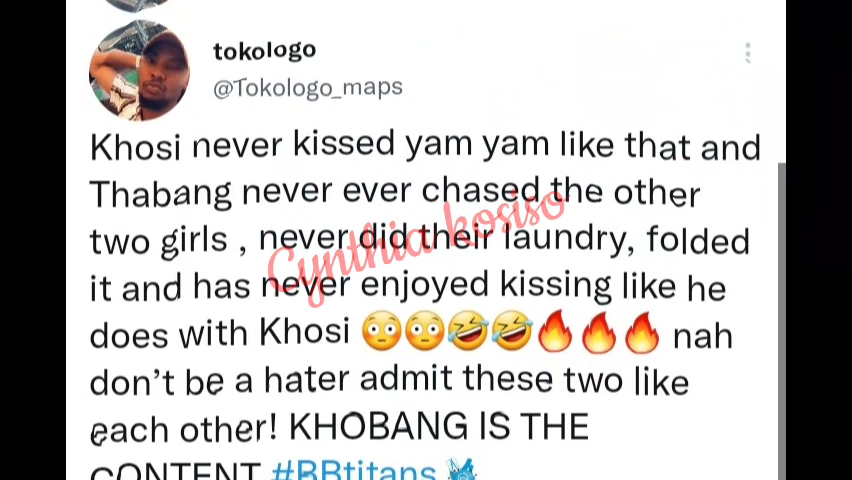 tokologo
@Tokologo_maps
Khosi never kissed yam yam like that and
Thabang never ever chased the other
two girls , never did their laundry, folded
it and has never enjoyed kissing like he
does with Khosi 😳😳🤣🤣🔥🔥🔥 nah
don't be a hater admit these two like
each other! KHOBANG IS THE
CONTENT #BBtitans
Cynthia kosiso